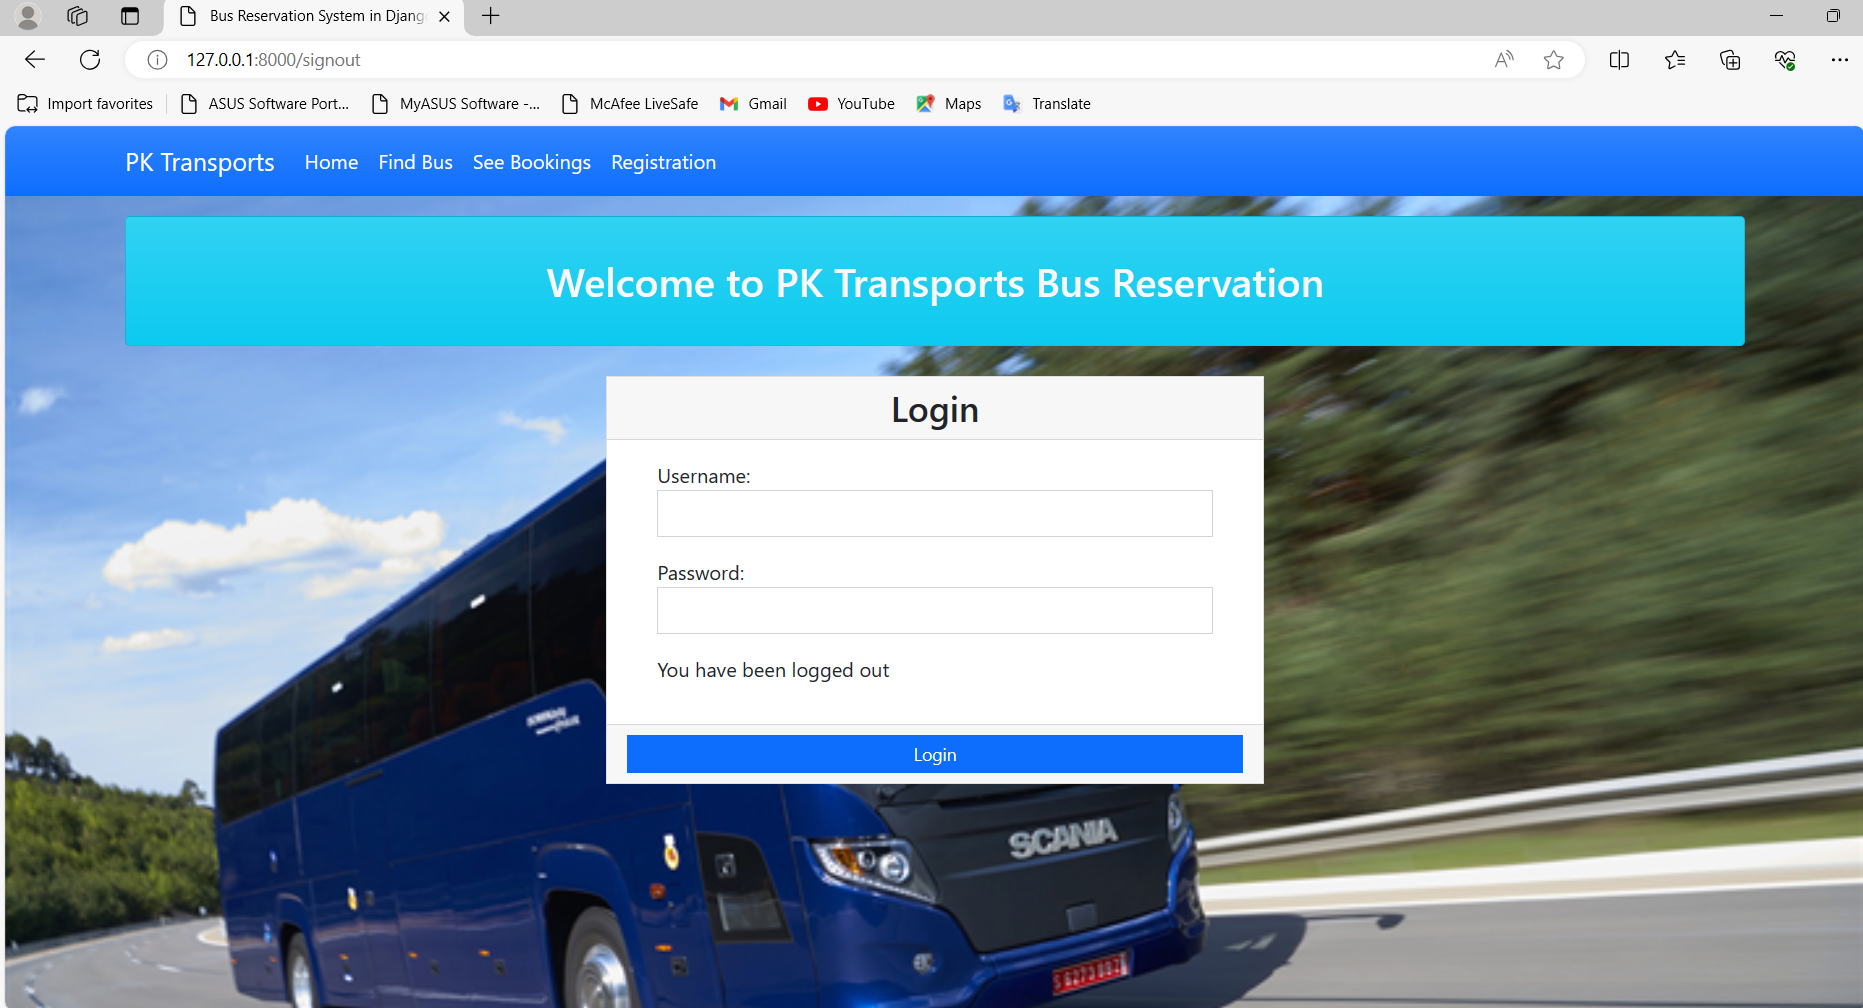 Bus Reservation System in Djang
127.0.0.1:8000/signout
Import favorites
ASUS Software Port...
MyASUS Software -...
McAfee LiveSafe
Gmail
YouTube
Maps
Translate
PK Transports
Home
Find Bus
See Bookings
Registration
Welcome to PK Transports Bus Reservation
Login
Username:
Password:
You have been logged out
Login
SCANIA